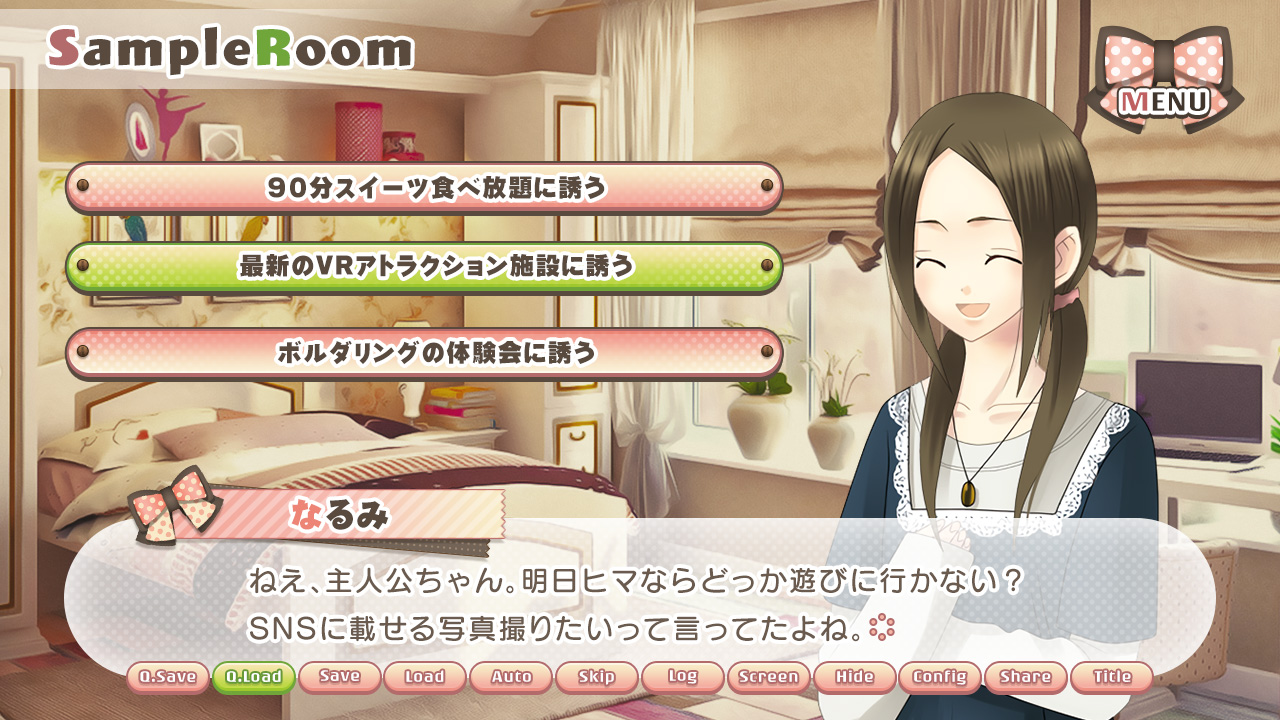 SampleRoom
MENU
90分スイーツ食べ放題に誘う
最新のVRアトラクション施設に誘う
ボルダリングの体験会に誘う
なるみ
ねえ、主人公ちゃん。明日ヒマならどっか遊びに行かない？
SNSに載せる写真撮りたいって言ってたよね。
Q.Save Q.Load Save Load Auto Skip Log Screen Hide Config Share Title